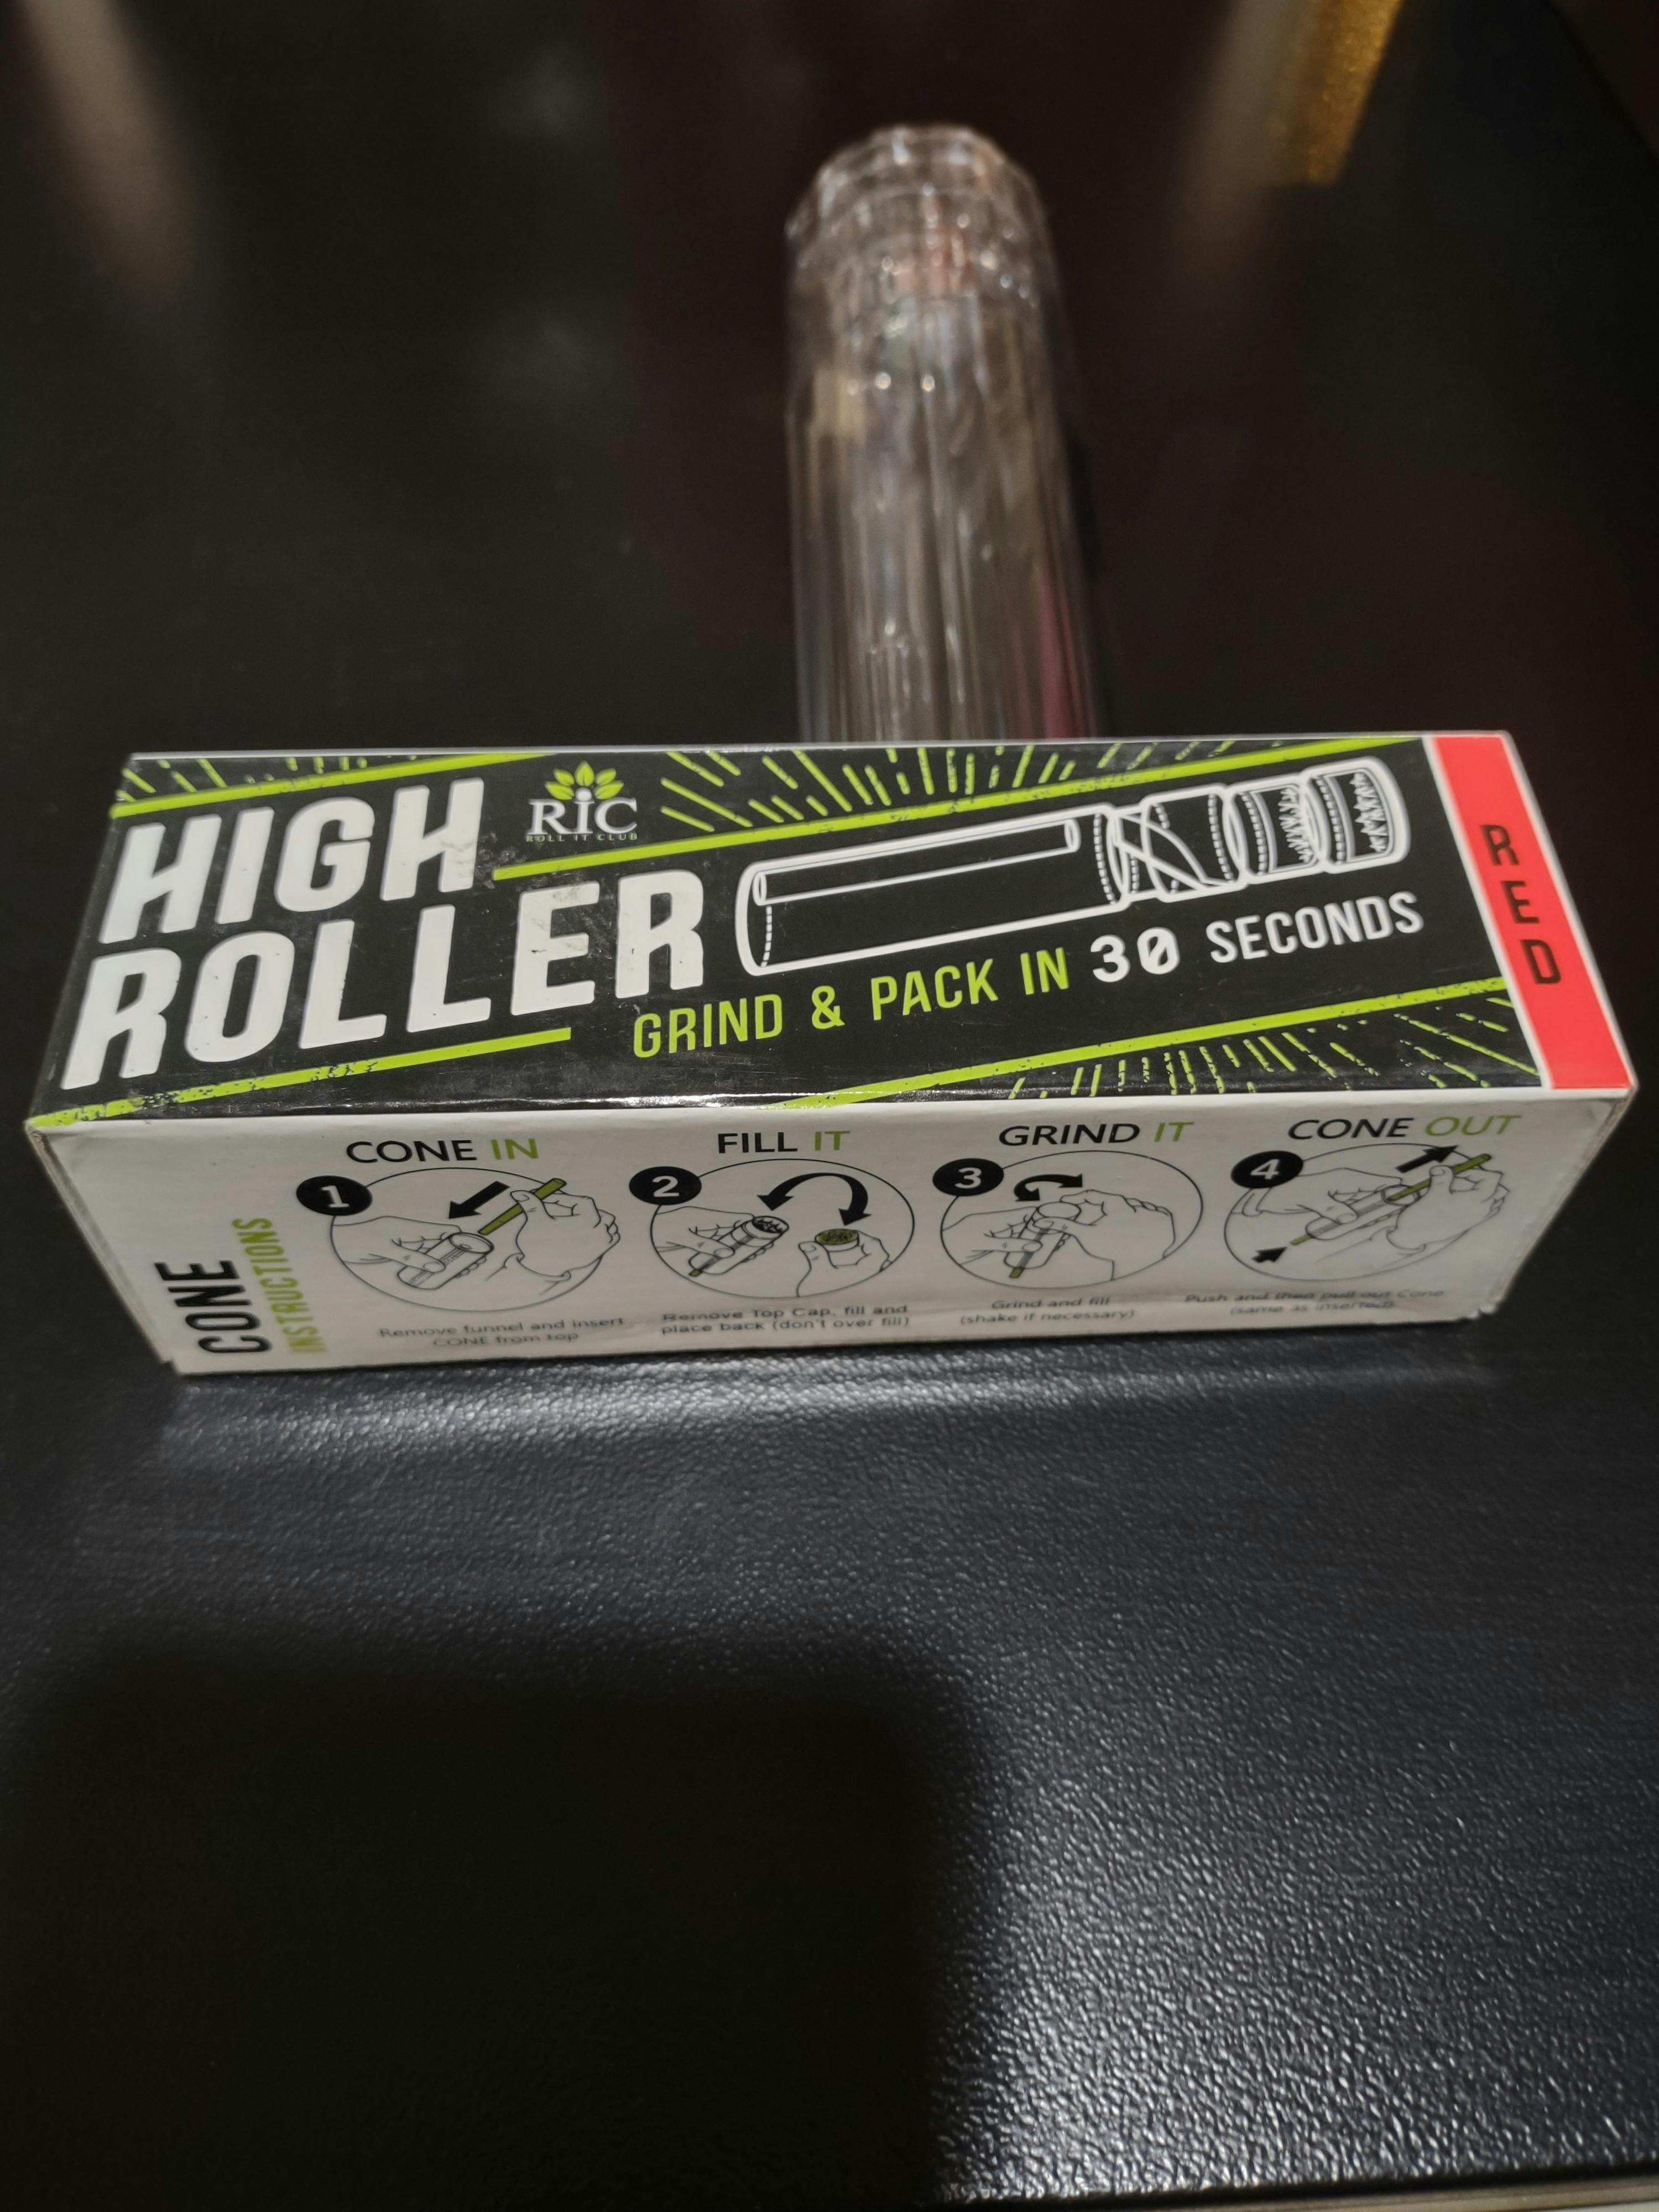 HIGH
ROLLER
RIC
ROLL IT CLUB
GRIND & PACK IN 30 SECONDS
RED
CONE
INSTRUCTIONS
CONE IN
1
Remove funnel and insert
CONE from top
FILL IT
2
Remove Top Cap, fill and
place back (don't over fill)
GRIND IT
3
Grind and fill
(shake if necessary)
CONE OUT
4
Push and then pull out Cone
(same as inserted)